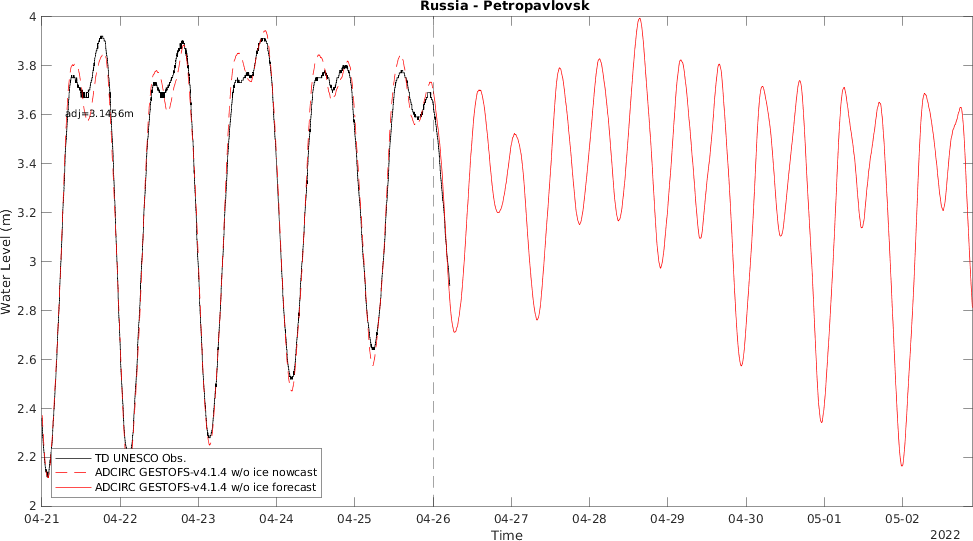 Russia - Petropavlovsk
4
3.8
3.6
3.4
3.2
3
2.8
2.6
2.4
2.2
2
Water Level (m)
adj=3.1456m
TD UNESCO Obs.
ADCIRC GESTOFS-v4.1.4 w/o ice nowcast
ADCIRC GESTOFS-v4.1.4 w/o ice forecast
04-21 04-22 04-23 04-24 04-25 04-26 04-27 04-28 04-29 04-30 05-01 05-02
Time
2022